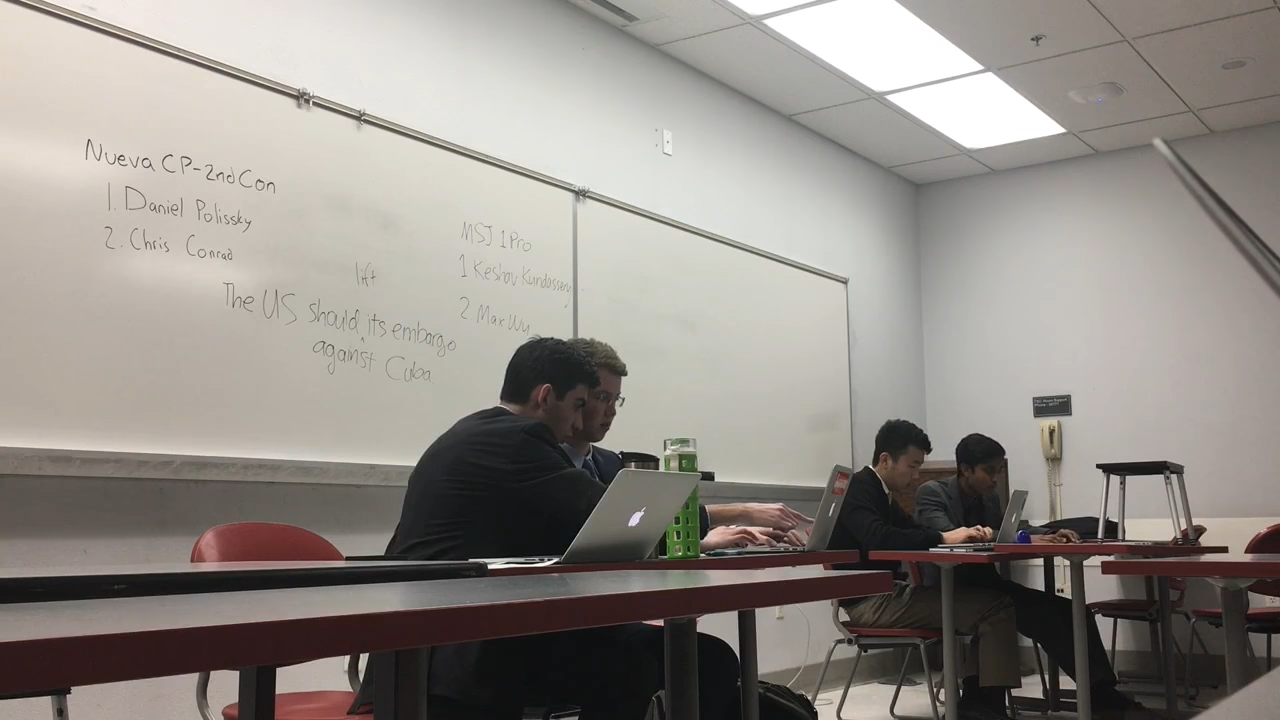 Nueva CP-2nd Con
1. Daniel Polissky
2. Chris Conrad
MSJ 1 Pro
1 Keshav Kundassery
2 Max Wu
lift
The US should ^ its embargo
against Cuba